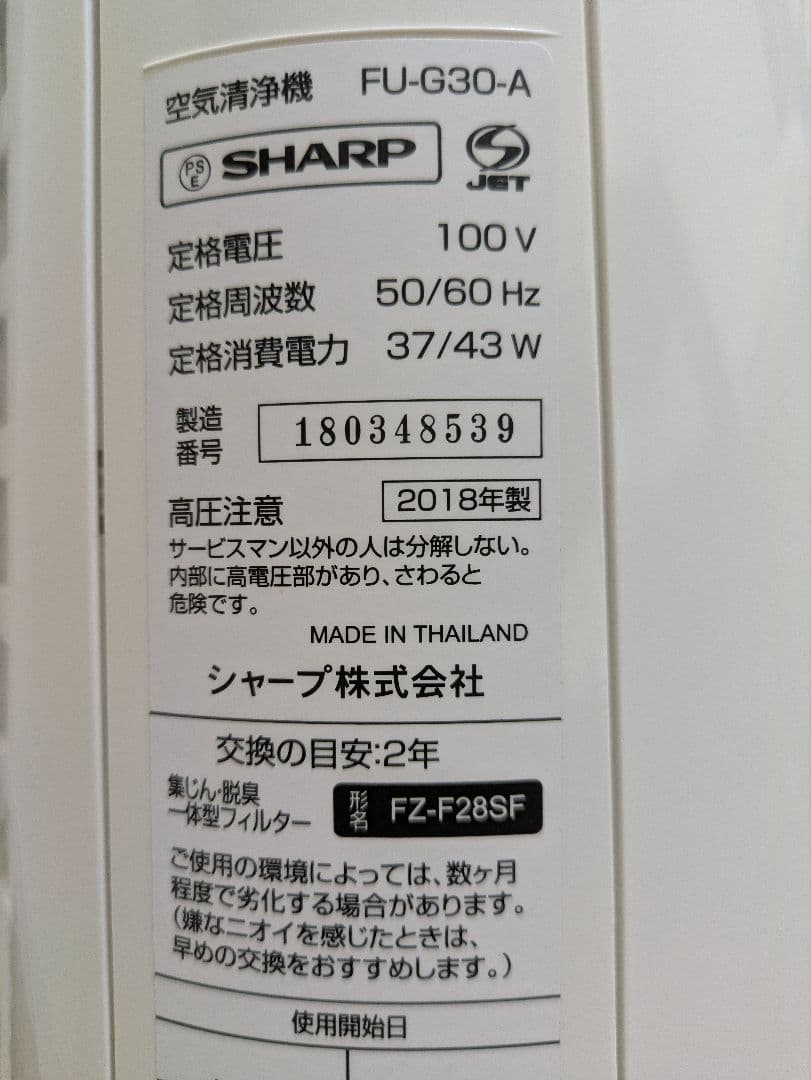 空気清浄機 FU-G30-A
PSE SHARP JET
定格電圧 100V
定格周波数 50/60 Hz
定格消費電力 37/43 W
製造番号 180348539
高圧注意 2018年製
サービスマン以外の人は分解しない。
内部に高電圧部があり、さわると
危険です。
MADE IN THAILAND
シャープ株式会社
交換の目安:2年
集じん・脱臭
一体型フィルター 形名 FZ-F28SF
ご使用の環境によっては、数ヶ月
程度で劣化する場合があります。
(嫌なニオイを感じたときは、
早めの交換をおすすめします。)
使用開始日